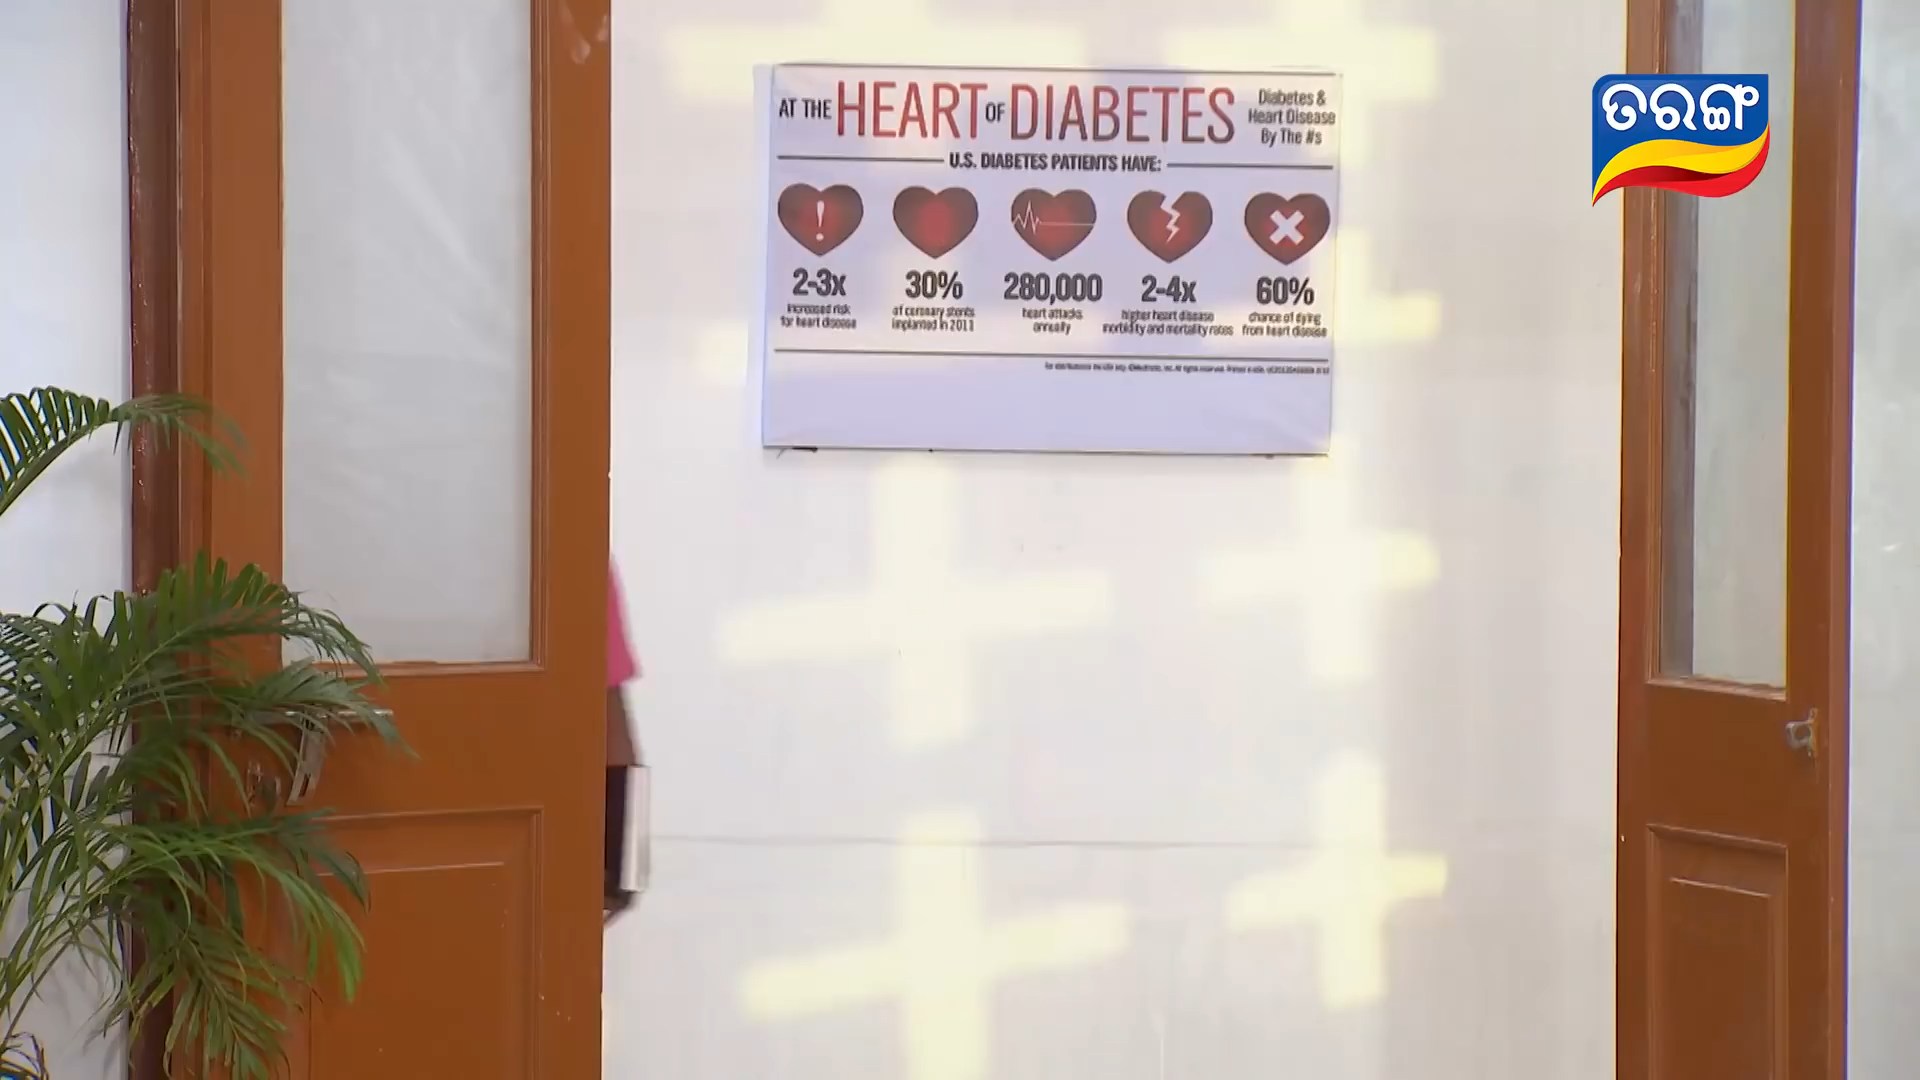 AT THE HEART OF DIABETES
Diabetes &
Heart Disease
By The #s
U.S. DIABETES PATIENTS HAVE:
2-3x
increased risk
for heart disease
30%
of coronary stents
implanted in 2011
280,000
heart attacks
annually
2-4x
higher heart disease
morbidity and mortality rates
60%
chance of dying
from heart disease
ତରଙ୍ଗ